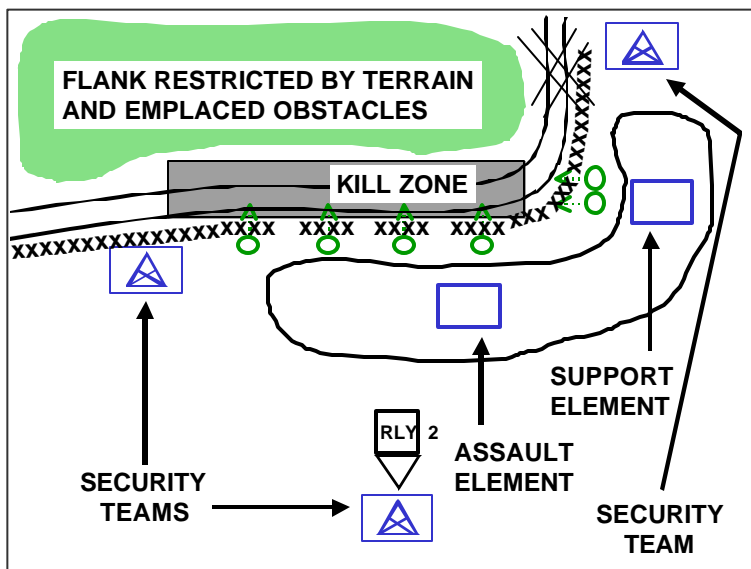 FLANK RESTRICTED BY TERRAIN
AND EMPLACED OBSTACLES
KILL ZONE
SUPPORT
ELEMENT
RLY 2
ASSAULT
ELEMENT
SECURITY
TEAMS
SECURITY
TEAM